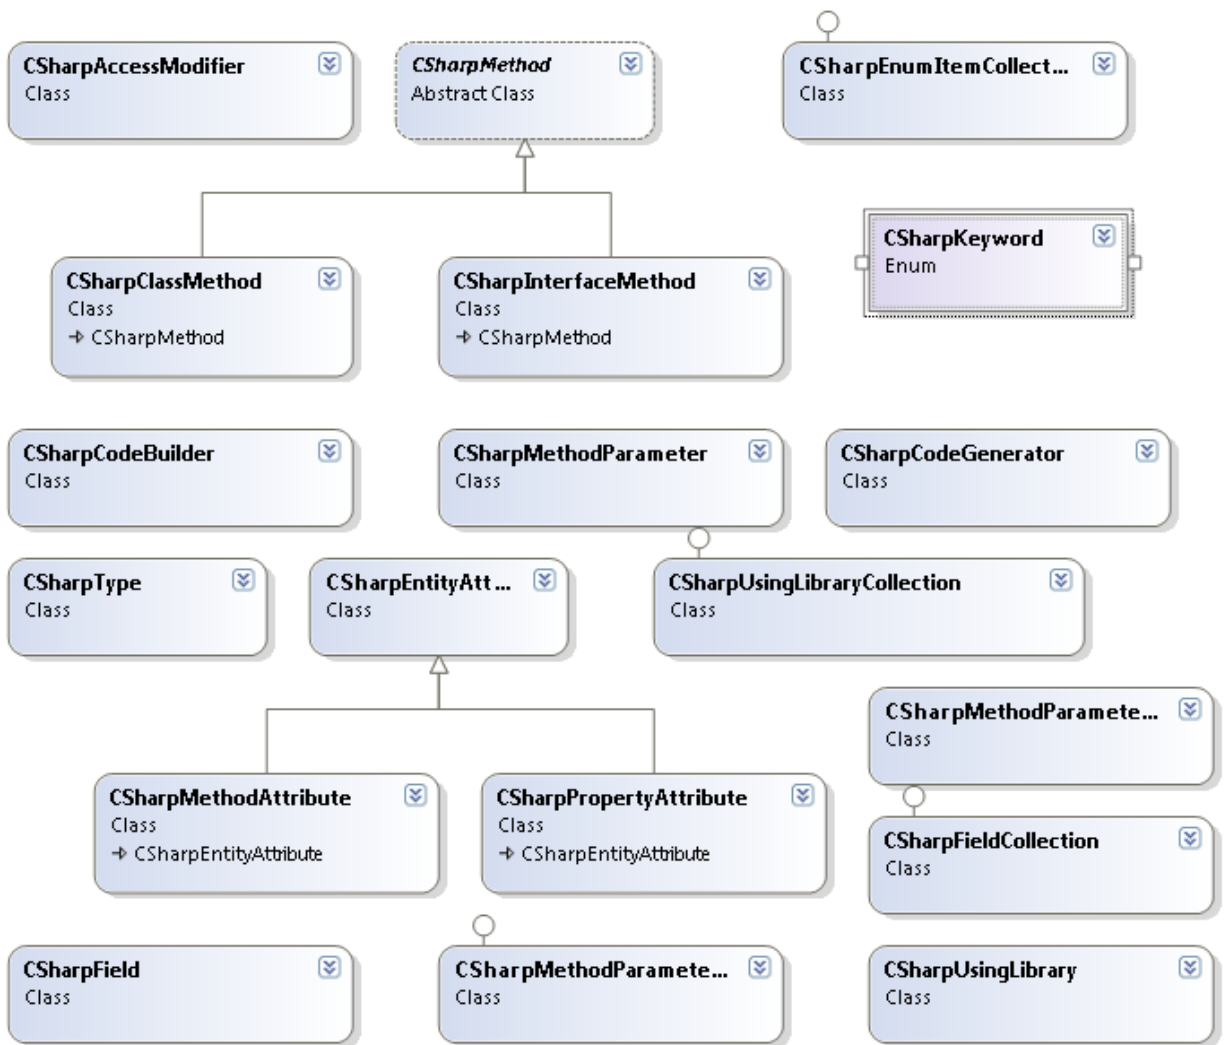 CSharpAccessModifier
Class
CSharpMethod
Abstract Class
CSharpEnumItemCollect...
Class
CSharpKeyword
Enum
CSharpClassMethod
Class
CSharpMethod
CSharpInterfaceMethod
Class
CSharpMethod
CSharpCodeBuilder
Class
CSharpMethodParameter
Class
CSharpCodeGenerator
Class
CSharpType
Class
CSharpEntityAtt...
Class
CSharpUsingLibraryCollection
Class
CSharpMethodParamete...
Class
CSharpMethodAttribute
Class
CSharpEntityAttribute
CSharpPropertyAttribute
Class
CSharpEntityAttribute
CSharpFieldCollection
Class
CSharpField
Class
CSharpMethodParamete...
Class
CSharpUsingLibrary
Class